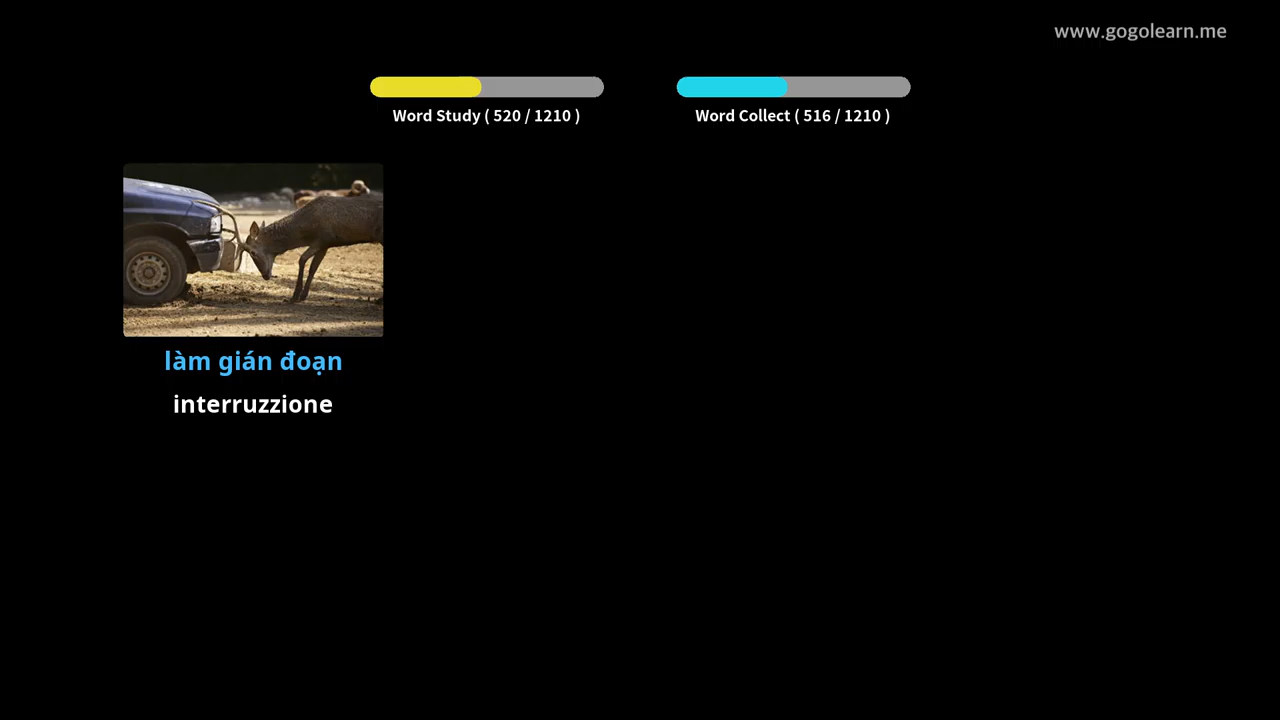 www.gogolearn.me
Word Study ( 520 / 1210 )
Word Collect ( 516 / 1210 )
làm gián đoạn
interruzzione